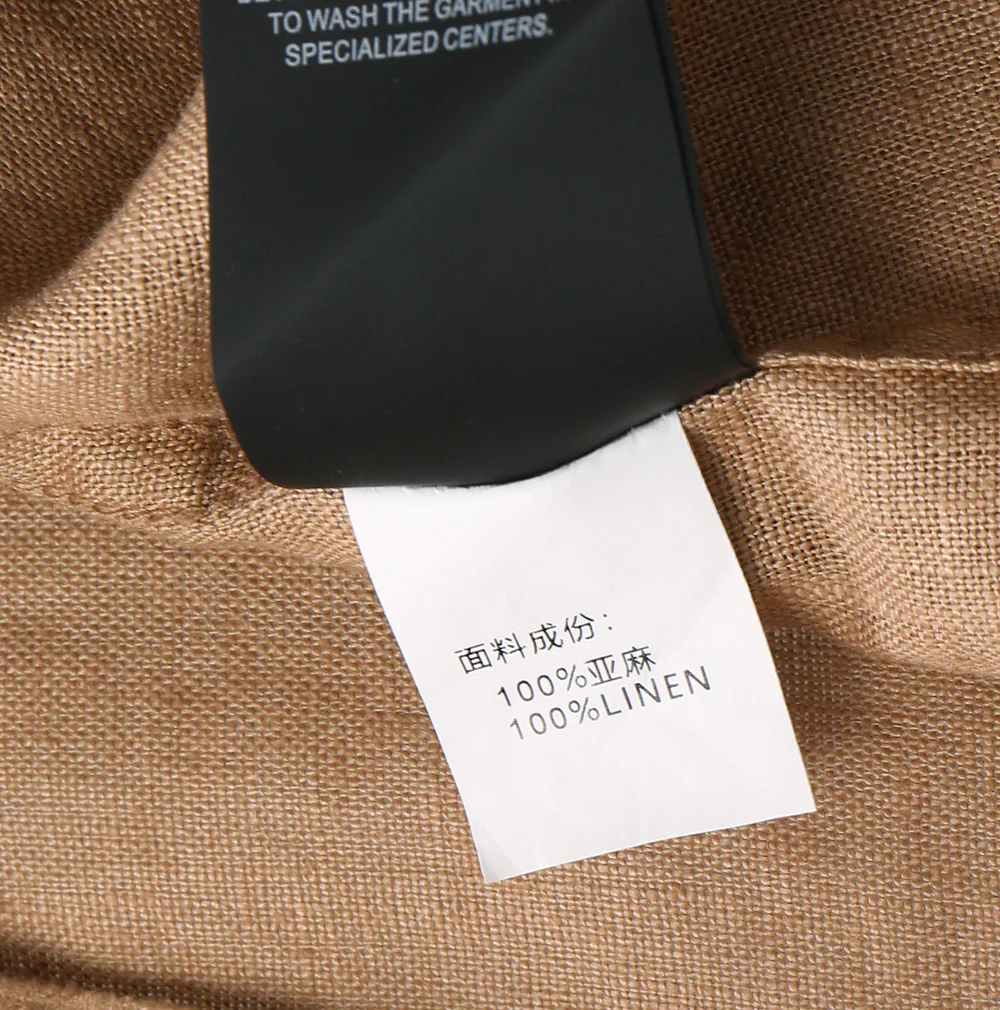 TO WASH THE GARMENT
SPECIALIZED CENTERS.
面料成份：
100%亚麻
100%LINEN